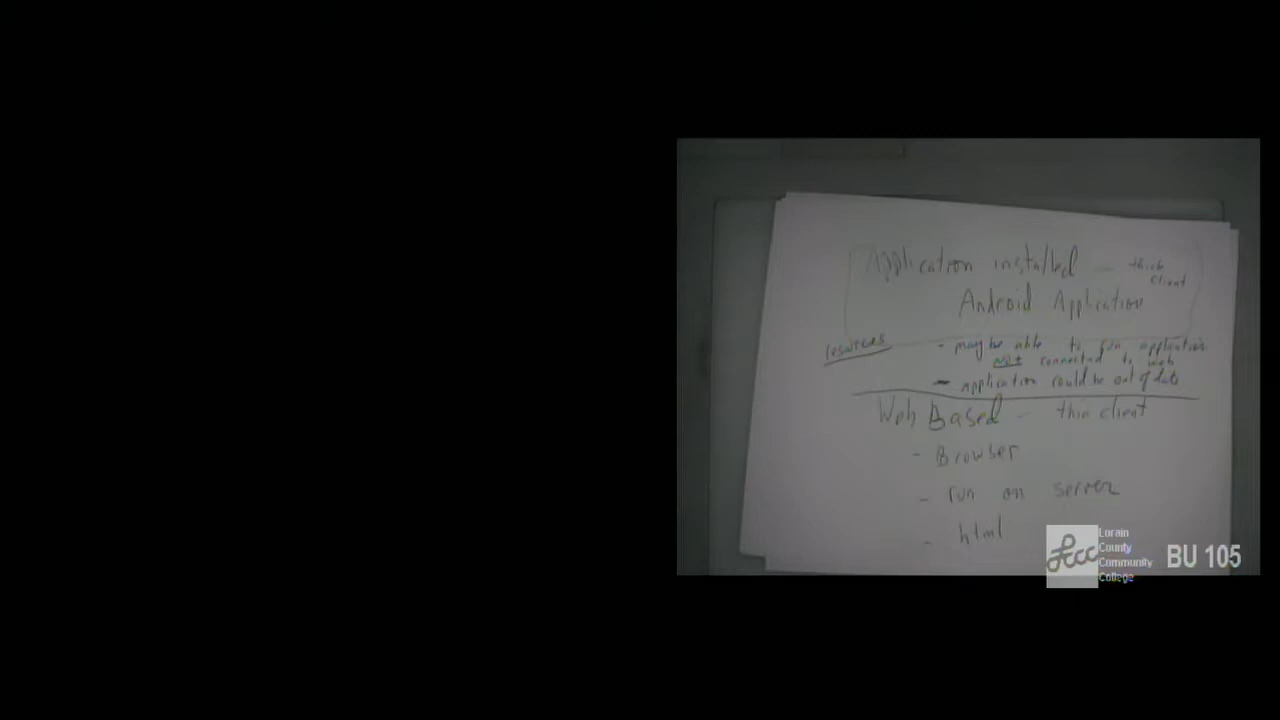 Application installed - thick
client
Android Application
resources
- may be able to run application
not connected to web
- application could be out of date
Web Based - thin client
- Browser
- run on server
- html
Lorain
County
Community
College
lccc
BU 105